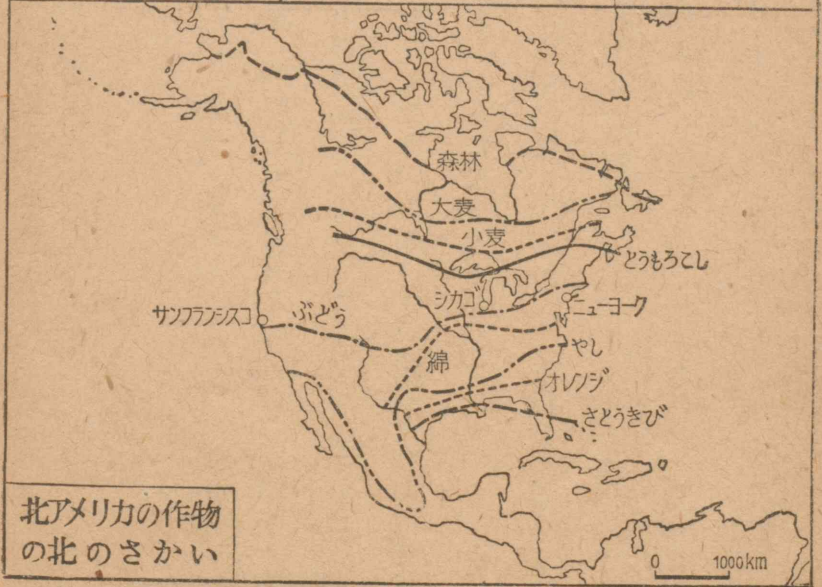 森林
大麦
小麦
とうもろこし
シカゴ
ニューヨーク
サンフランシスコ
ぶどう
綿
やし
オレンジ
さとうきび
北アメリカの作物
の北のさかい
0 1000km